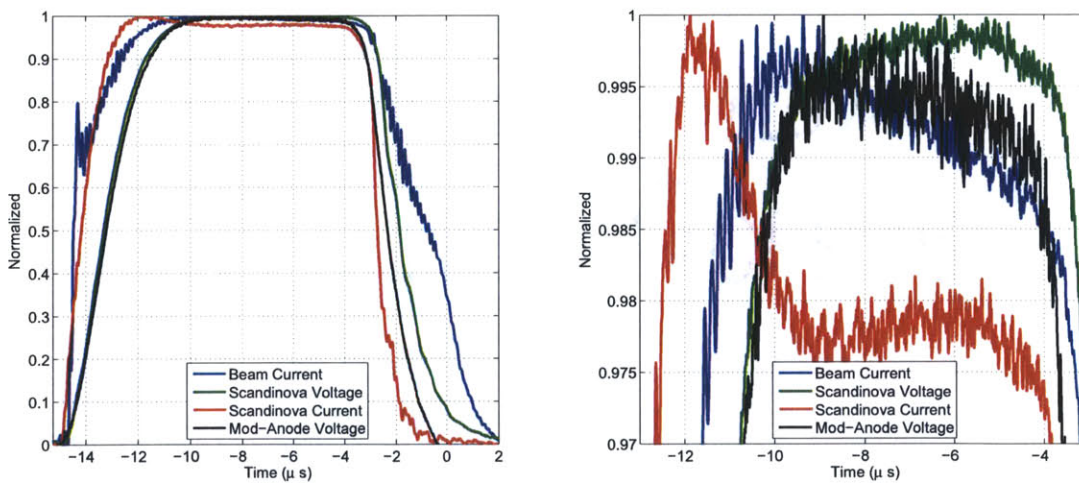 1
0.9
0.8
0.7
0.6
0.5
0.4
0.3
0.2
0.1
0
Normalized
−14
−12
−10
−8
−6
−4
−2
0
2
Time (μ s)
Beam Current
Scandinova Voltage
Scandinova Current
Mod−Anode Voltage
1
0.995
0.99
0.985
0.98
0.975
0.97
Normalized
−12
−10
−8
−6
−4
Time (μ s)
Beam Current
Scandinova Voltage
Scandinova Current
Mod−Anode Voltage